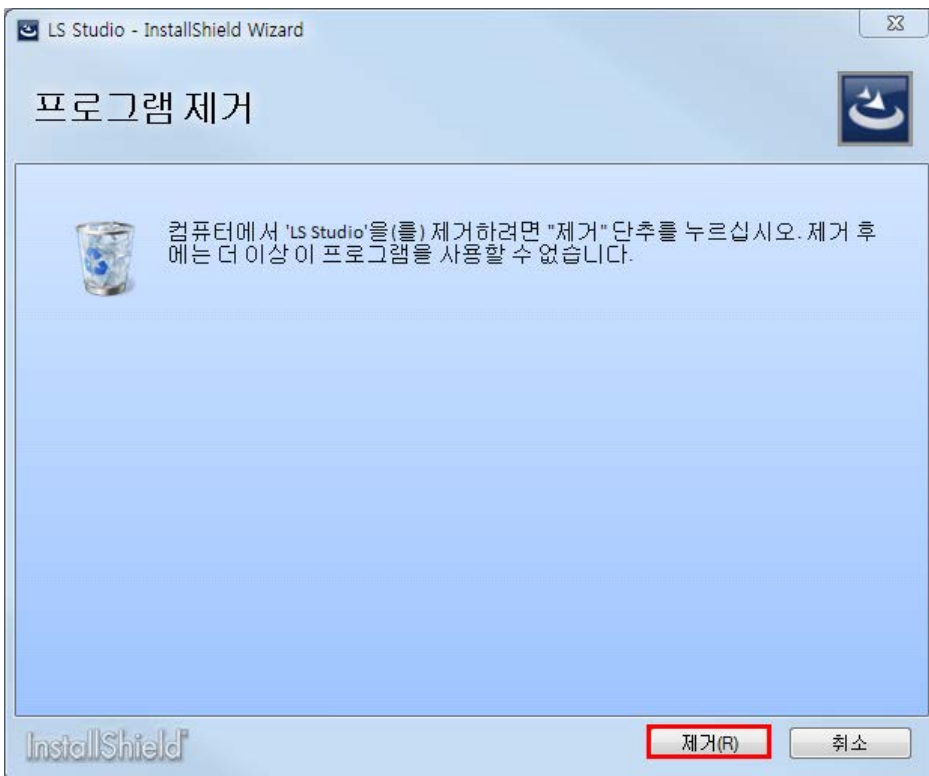 LS Studio - InstallShield Wizard
프로그램 제거
컴퓨터에서 'LS Studio'을(를) 제거하려면 "제거" 단추를 누르십시오. 제거 후
에는 더 이상 이 프로그램을 사용할 수 없습니다.
InstallShield
제거(R)
취소